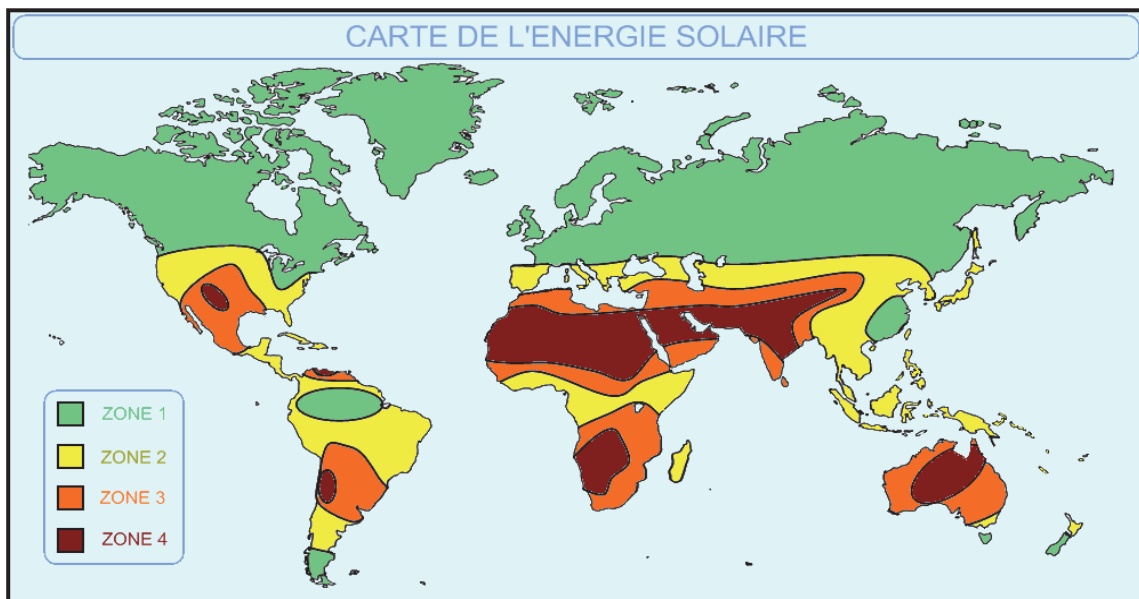 CARTE DE L'ENERGIE SOLAIRE
ZONE 1
ZONE 2
ZONE 3
ZONE 4